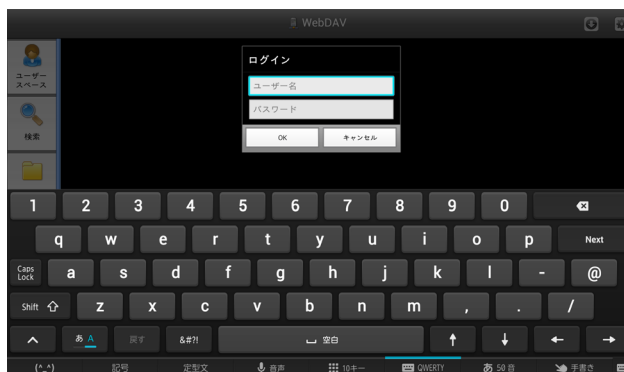 WebDAV
ユーザー
スペース
検索
ログイン
ユーザー名
パスワード
OK キャンセル
1 2 3 4 5 6 7 8 9 0
q w e r t y u i o p Next
Caps
Lock
a s d f g h j k l - @
Shift z x c v b n m , . /
あ A 戻す &#?! 空白
(^_^) 記号 定型文 音声 10キー QWERTY あ 50音 手書き